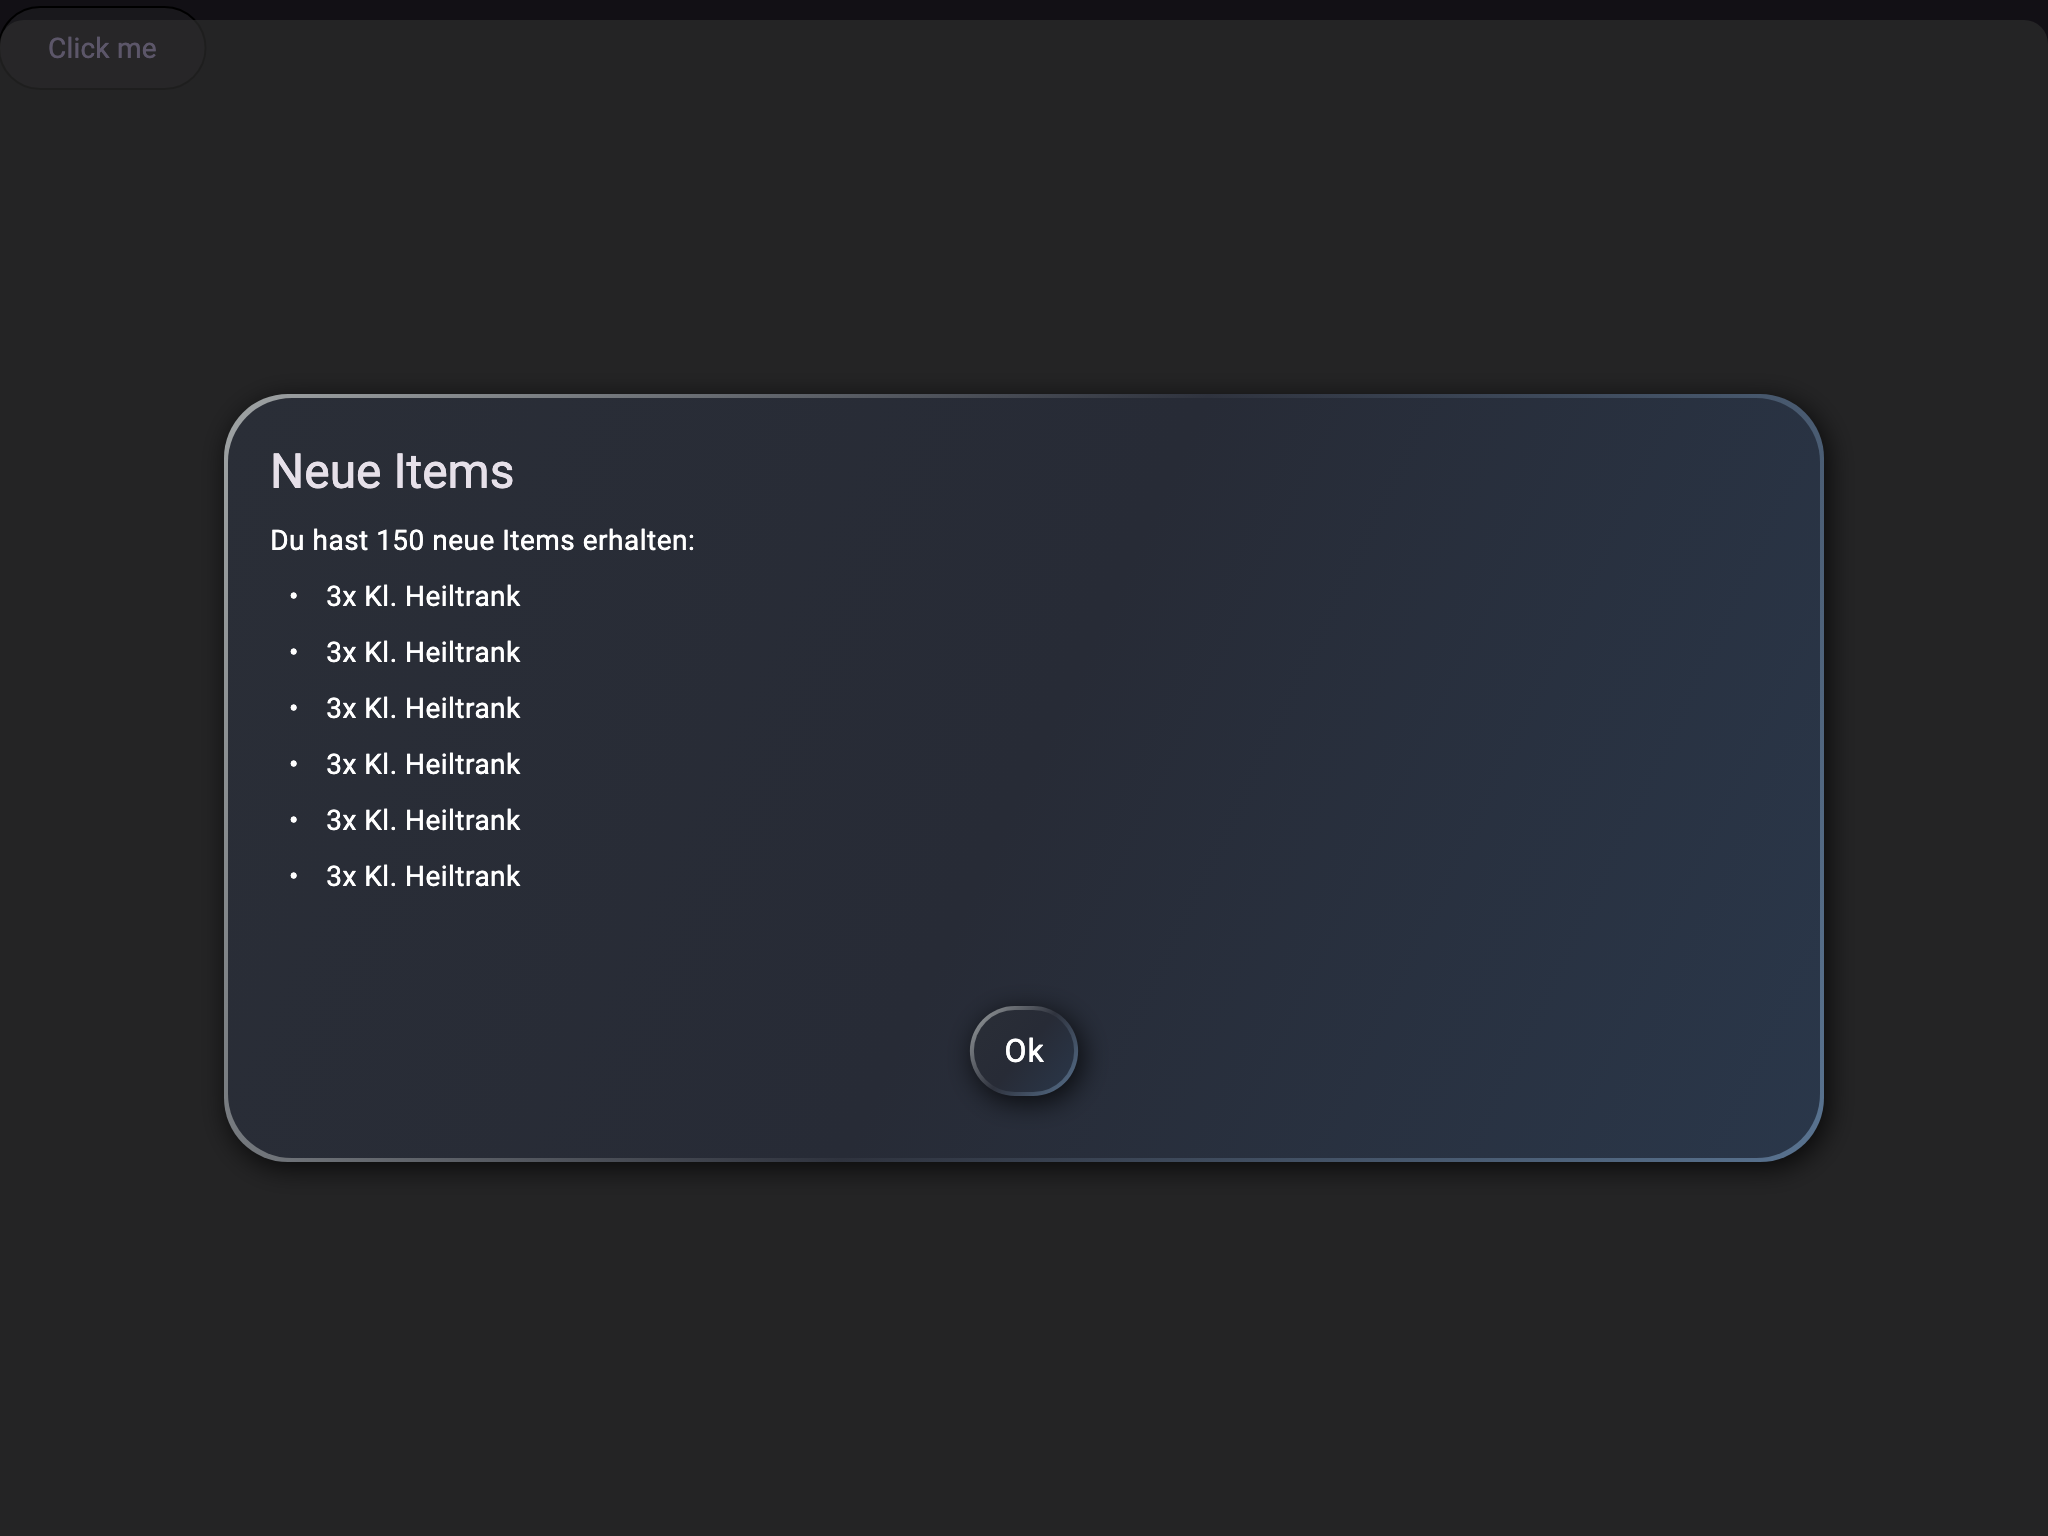 Click me
Neue Items
Du hast 150 neue Items erhalten:
• 3x Kl. Heiltrank
• 3x Kl. Heiltrank
• 3x Kl. Heiltrank
• 3x Kl. Heiltrank
• 3x Kl. Heiltrank
• 3x Kl. Heiltrank
Ok